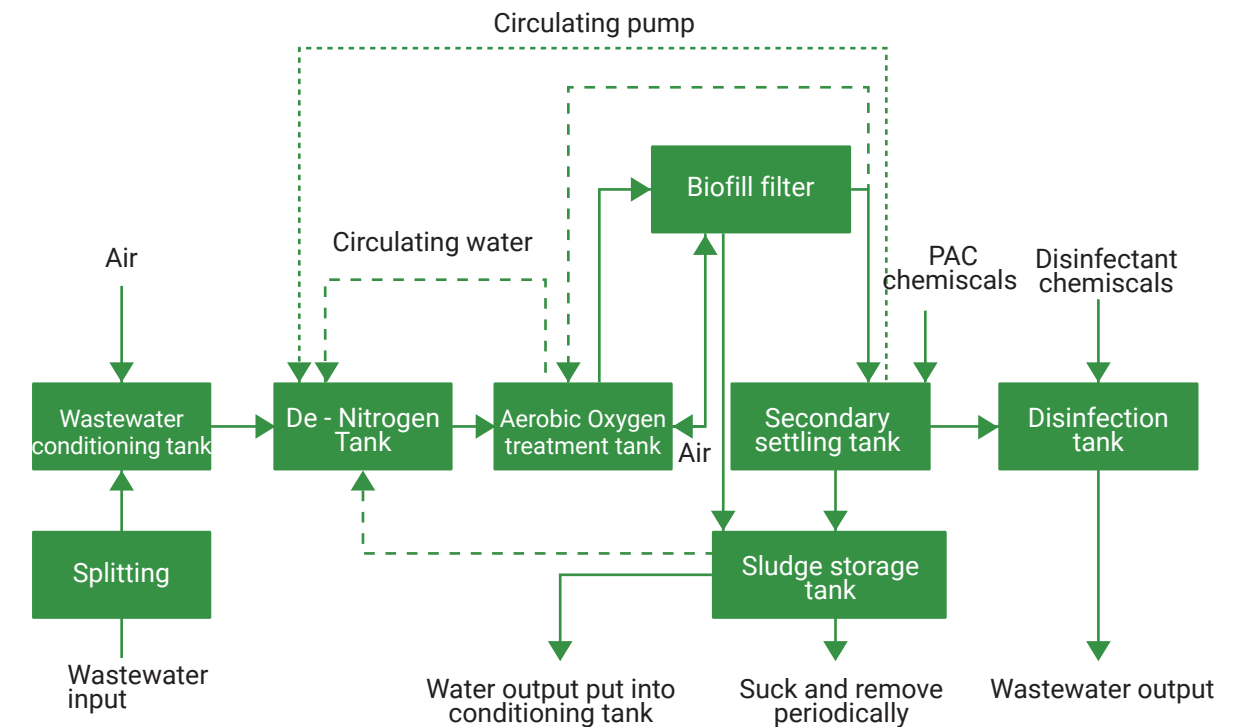 Circulating pump
Biofill filter
Circulating water
Air
PAC
chemiscals
Disinfectant
chemiscals
Wastewater
conditioning tank
De - Nitrogen
Tank
Aerobic Oxygen
treatment tank
Air
Secondary
settling tank
Disinfection
tank
Splitting
Sludge storage
tank
Wastewater
input
Water output put into
conditioning tank
Suck and remove
periodically
Wastewater output